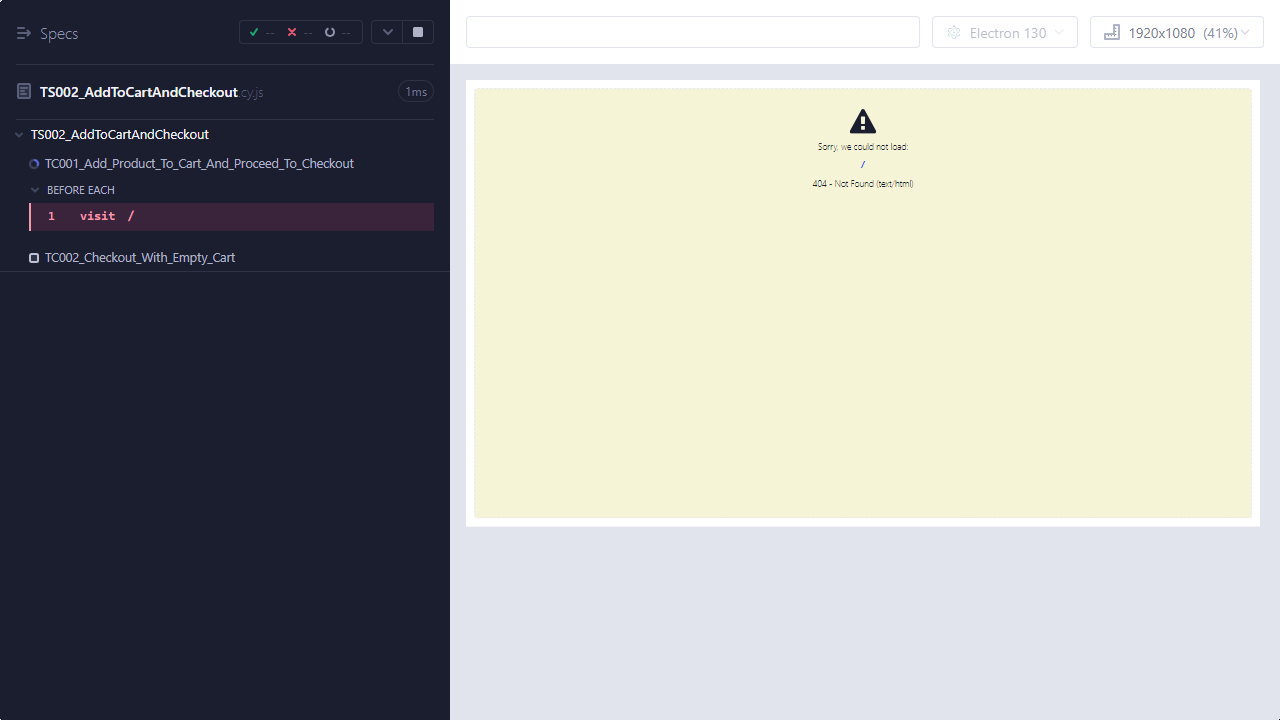 Specs
-- -- --
TS002_AddToCartAndCheckout.cy.js
1ms
TS002_AddToCartAndCheckout
TC001_Add_Product_To_Cart_And_Proceed_To_Checkout
BEFORE EACH
1 visit /
TC002_Checkout_With_Empty_Cart
Electron 130
1920x1080 (41%)
Sorry, we could not load:
/
404 - Not Found (text/html)